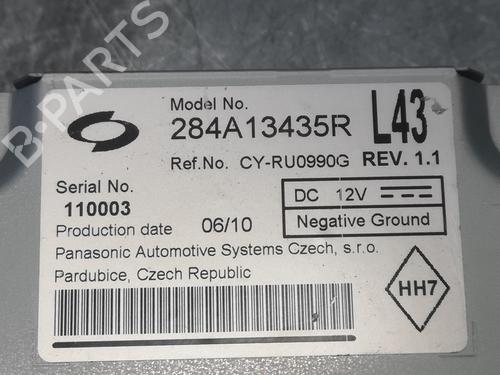 Model No.
284A13435R L43
Ref.No. CY-RU0990G REV. 1.1
Serial No.
110003
DC 12V
Production date 06/10
Negative Ground
Panasonic Automotive Systems Czech, s.r.o.
Pardubice, Czech Republic
HH7
B-PARTS